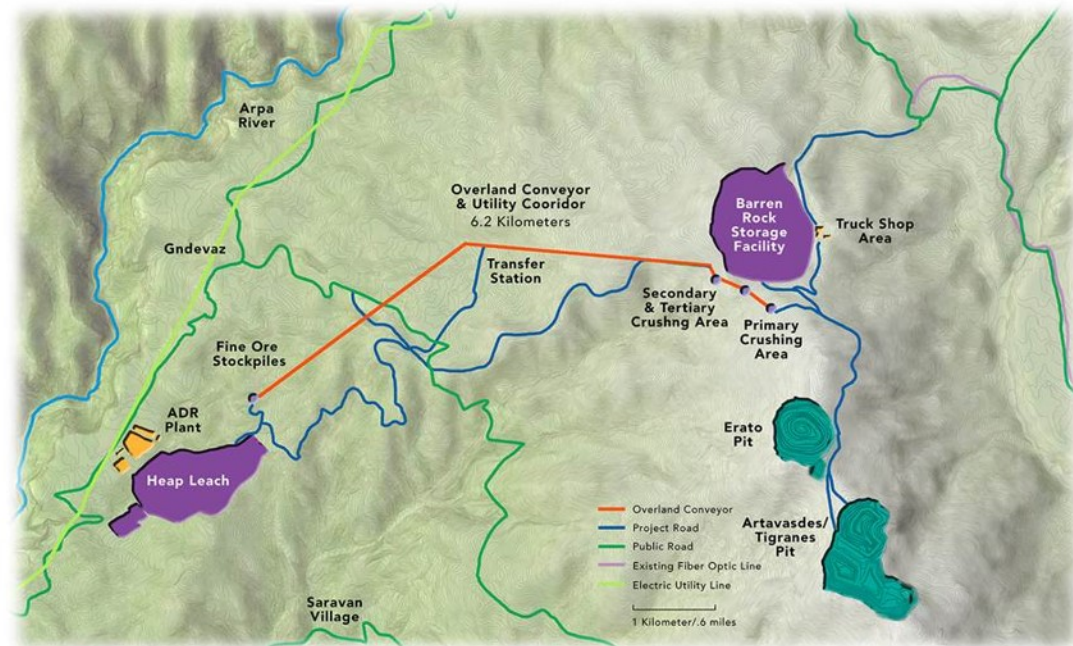 Arpa
River
Gndevaz
Overland Conveyor
& Utility Cooridor
6.2 Kilometers
Transfer
Station
Barren
Rock
Storage
Facility
Truck Shop
Area
Secondary
& Tertiary
Crushng Area
Primary
Crushing
Area
Fine Ore
Stockpiles
ADR
Plant
Heap Leach
Erato
Pit
Artavasdes/
Tigranes
Pit
Saravan
Village
Overland Conveyor
Project Road
Public Road
Existing Fiber Optic Line
Electric Utility Line
1 Kilometer/.6 miles